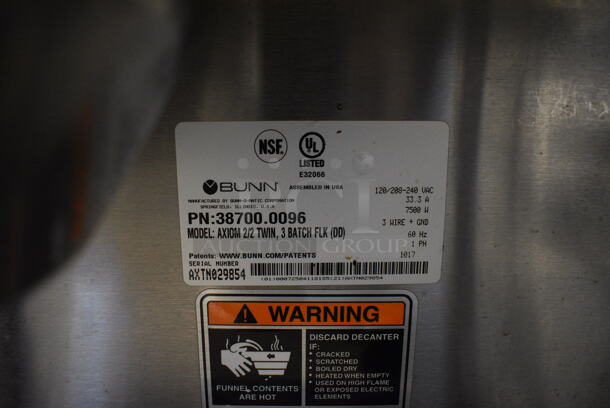 NSF
UL
LISTED
E32066
BUNN
ASSEMBLED IN USA
MANUFACTURED BY BUNN-O-MATIC CORPORATION
SPRINGFIELD, ILLINOIS, U.S.A
120/208-240 VAC
33.3 A
7500 W
PN:38700.0096
3 WIRE + GND
MODEL: AXIOM 2/2 TWIN, 3 BATCH FLK (DD)
60 Hz
1 PH
Patents: WWW.BUNN.COM/PATENTS
1017
SERIAL NUMBER
AXTN029854
AUCTION GROUP
WARNING
FUNNEL CONTENTS
ARE HOT
DISCARD DECANTER
IF:
• CRACKED
• SCRATCHED
• BOILED DRY
• HEATED WHEN EMPTY
• USED ON HIGH FLAME
OR EXPOSED ELECTRIC
ELEMENTS